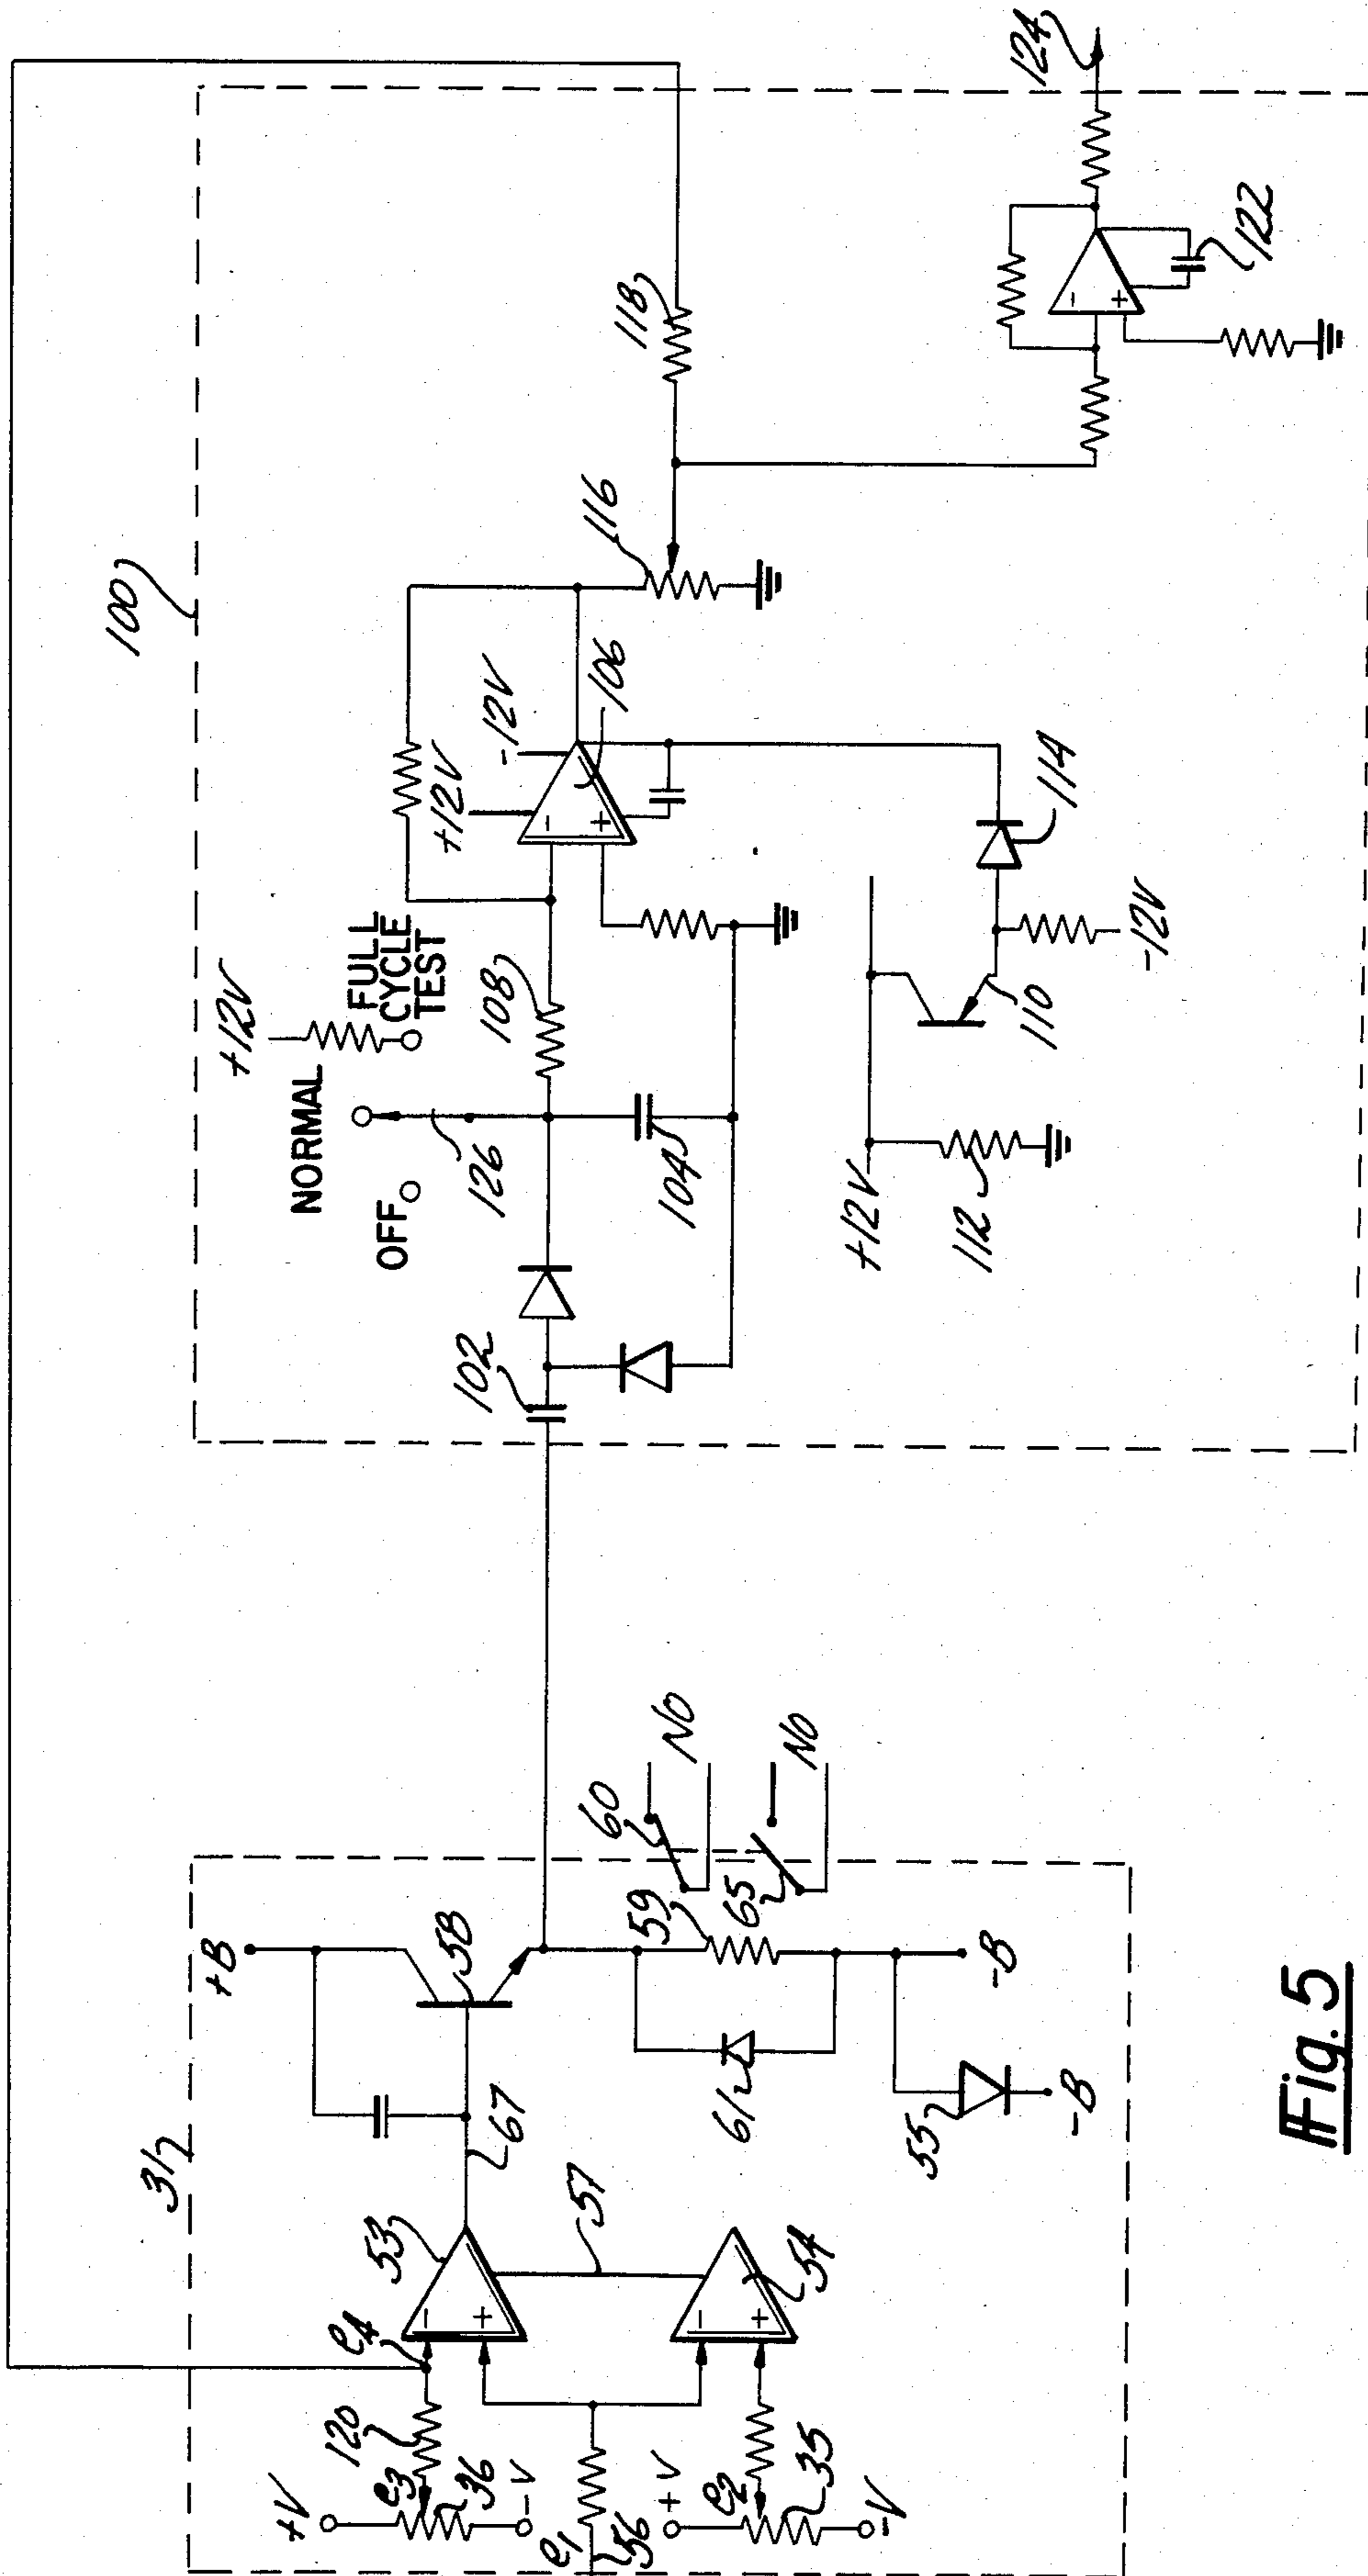 100
124
+12V
FULL
CYCLE
TEST
NORMAL
OFF
126
108
+12V
-12V
-
+
106
116
118
102
104
-
+
122
+12V
112
110
114
-12V
31
+B
e4
53
-
+
67
58
+V
120
e3
36
-V
57
e1
56
+V
-
+
54
e2
35
-V
60
NO
59
65
NO
61
55
-B
-B
Fig. 5